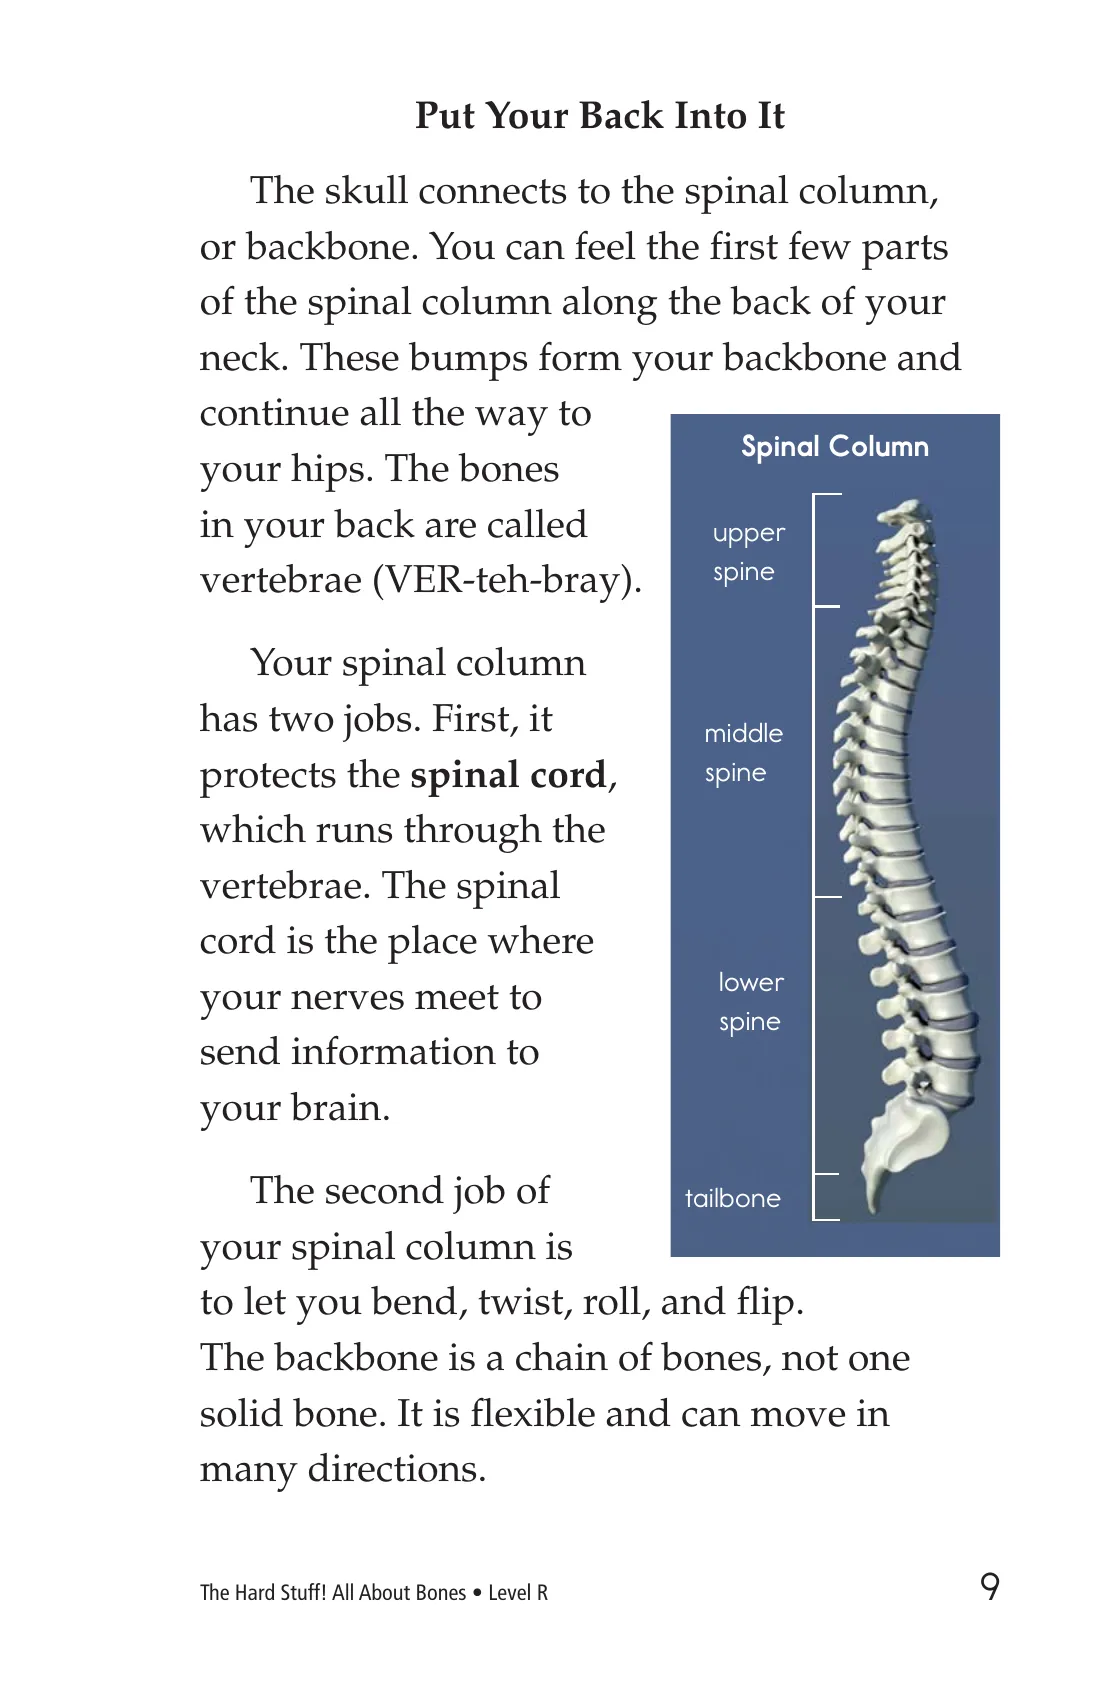 Put Your Back Into It
The skull connects to the spinal column,
or backbone. You can feel the first few parts
of the spinal column along the back of your
neck. These bumps form your backbone and
continue all the way to
your hips. The bones
in your back are called
vertebrae (VER-teh-bray).
Your spinal column
has two jobs. First, it
protects the spinal cord,
which runs through the
vertebrae. The spinal
cord is the place where
your nerves meet to
send information to
your brain.
The second job of
your spinal column is
to let you bend, twist, roll, and flip.
The backbone is a chain of bones, not one
solid bone. It is flexible and can move in
many directions.
Spinal Column
upper
spine
middle
spine
lower
spine
tailbone
The Hard Stuff! All About Bones • Level R
9